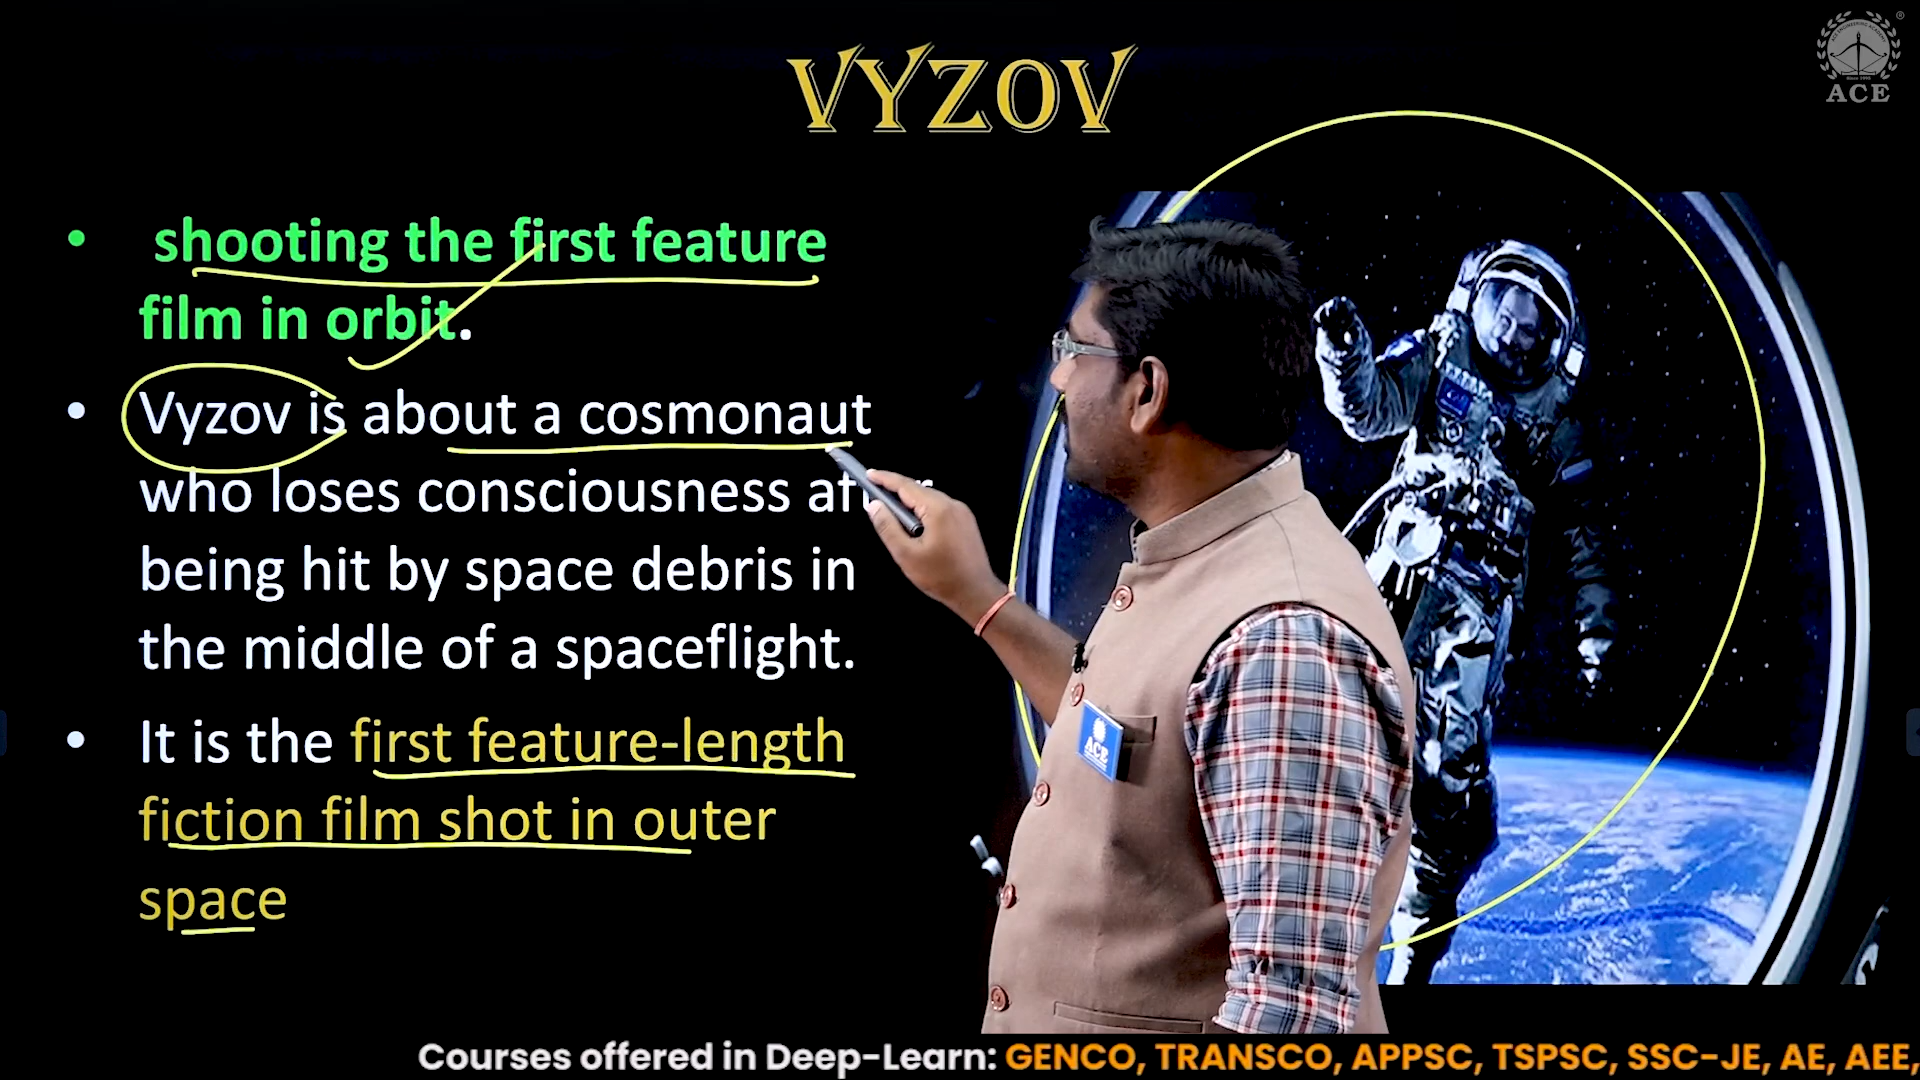 VYZOV
ACE
shooting the first feature
film in orbit.
Vyzov is about a cosmonaut
who loses consciousness after
being hit by space debris in
the middle of a spaceflight.
It is the first feature-length
fiction film shot in outer
space
ACE
Courses offered in Deep-Learn: GENCO, TRANSCO, APPSC, TSPSC, SSC-JE, AE, AEE,